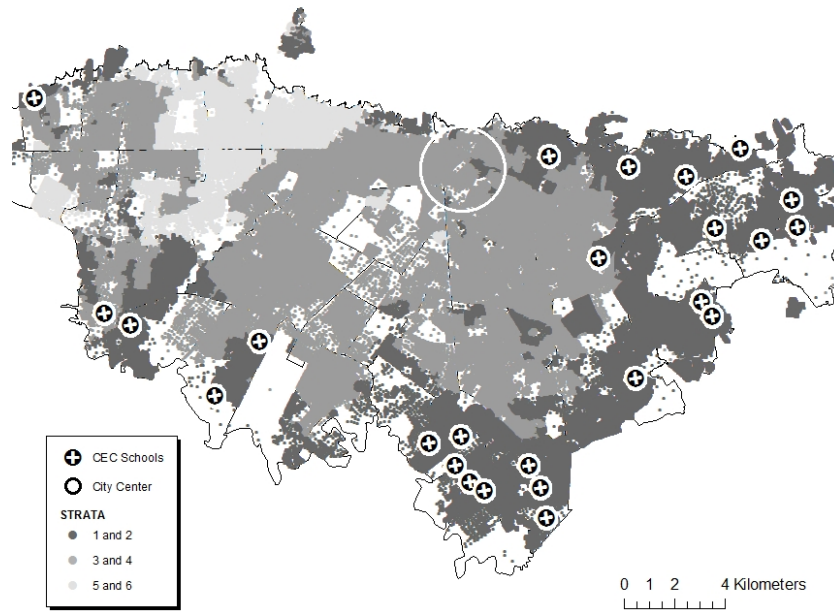 CEC Schools
City Center
STRATA
1 and 2
3 and 4
5 and 6
0 1 2 4 Kilometers